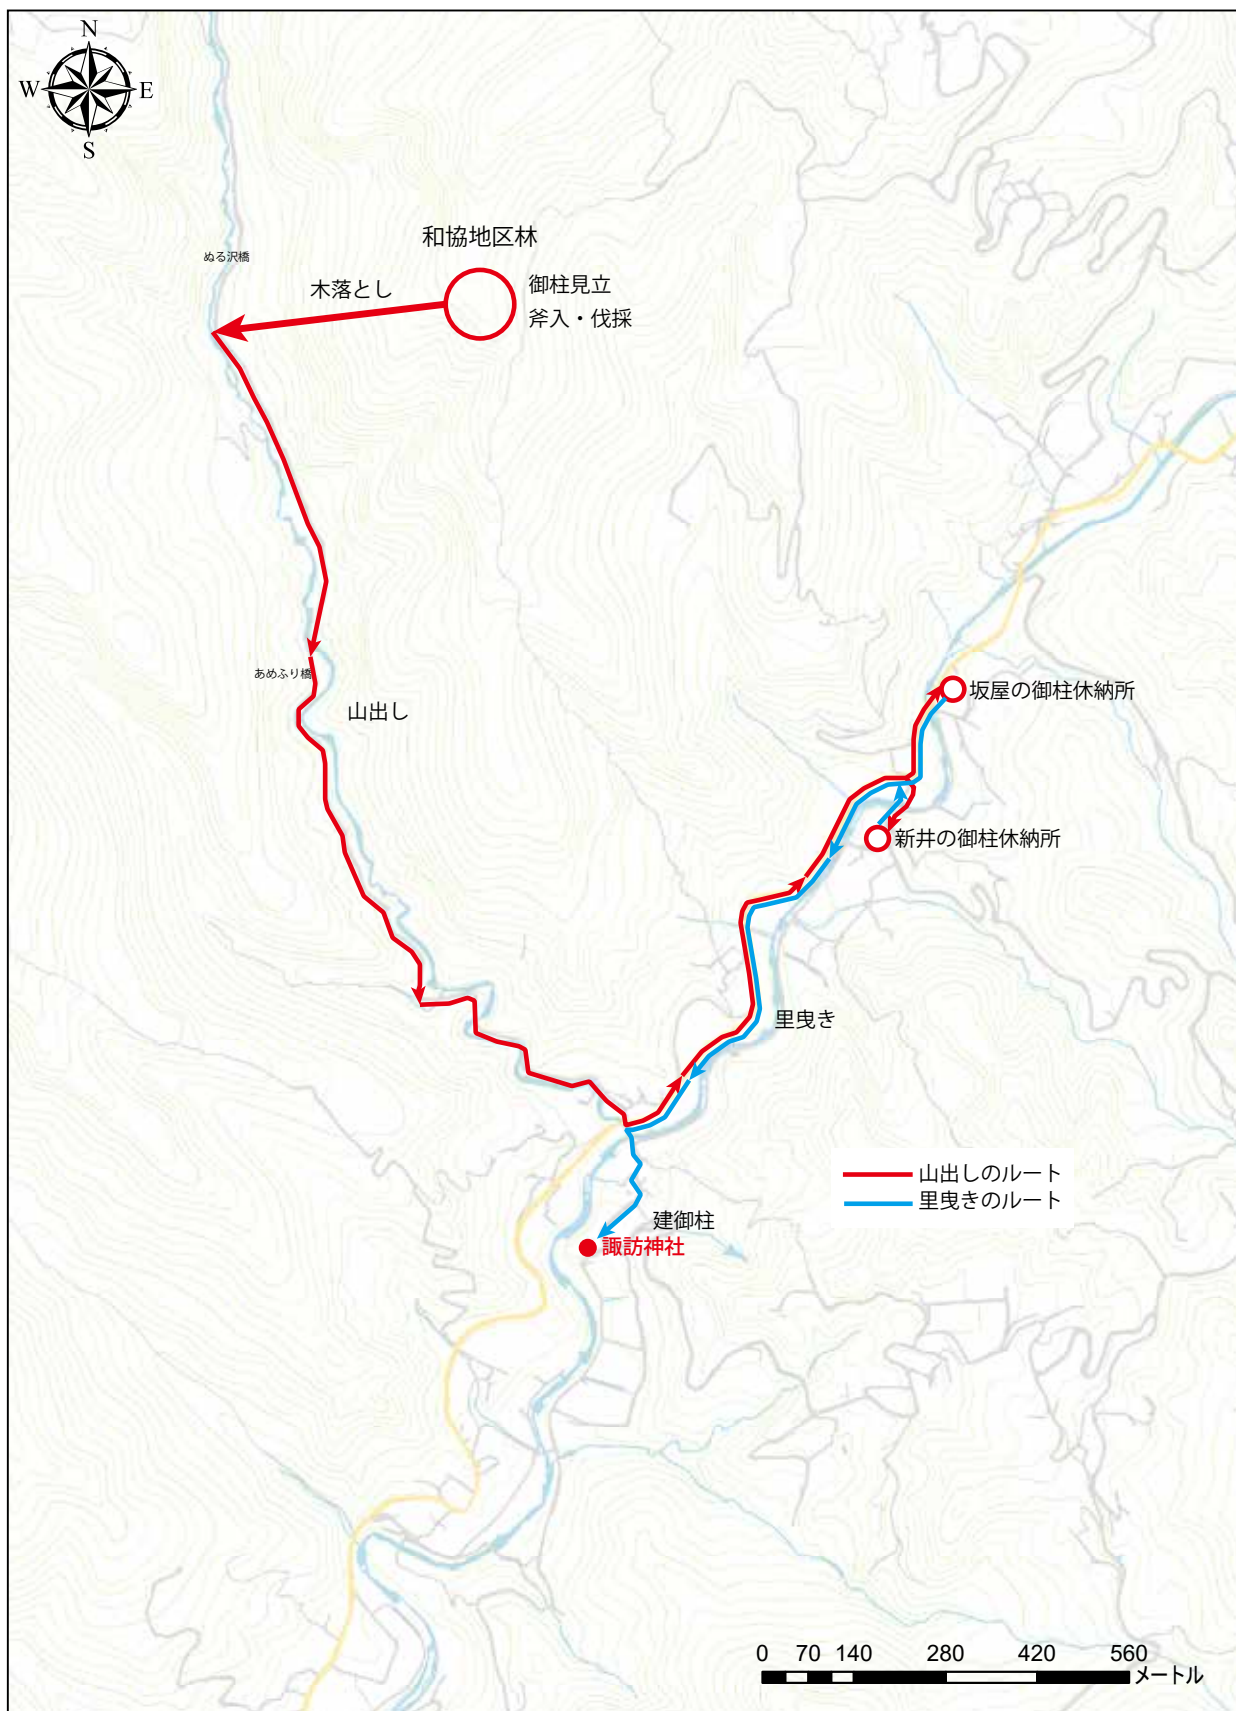 N
W
E
S
和協地区林
ぬる沢橋
木落とし
御柱見立
斧入・伐採
あめふり橋
山出し
坂屋の御柱休納所
新井の御柱休納所
里曳き
山出しのルート
里曳きのルート
建御柱
諏訪神社
0 70 140 280 420 560
メートル